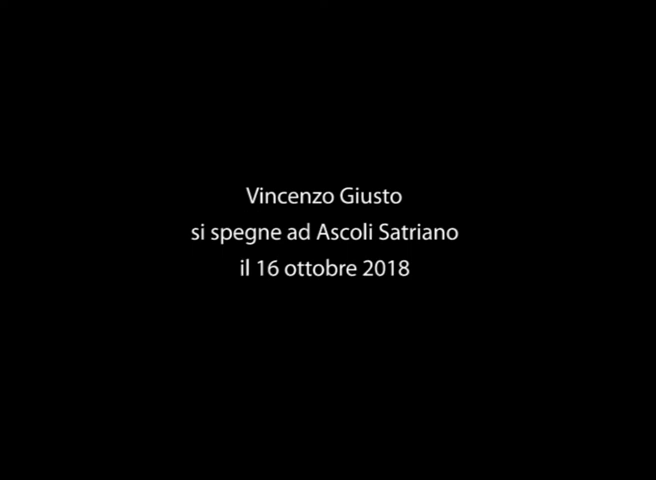 Vincenzo Giusto
si spegne ad Ascoli Satriano
il 16 ottobre 2018